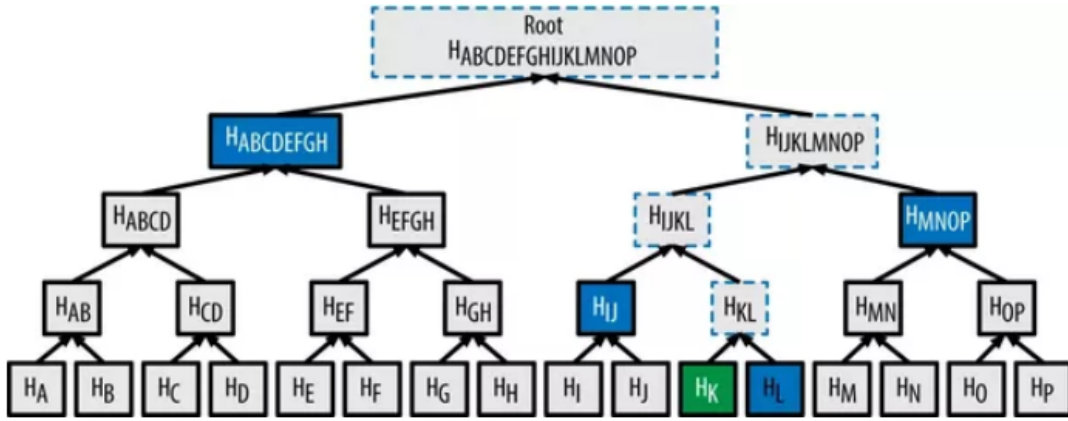 Root
HABCDEFGHIJKLMNOP
HABCDEFGH HIJKLMNOP
HABCD HEFGH HIJKL HMNOP
HAB HCD HEF HGH HIJ HKL HMN HOP
HA HB HC HD HE HF HG HH HI HJ HK HL HM HN HO HP